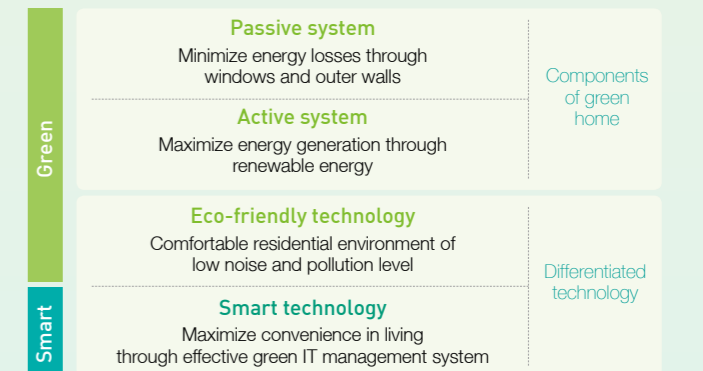 Green
Passive system
Minimize energy losses through
windows and outer walls
Active system
Maximize energy generation through
renewable energy
Components
of green
home
Eco-friendly technology
Comfortable residential environment of
low noise and pollution level
Smart
Smart technology
Maximize convenience in living
through effective green IT management system
Differentiated
technology